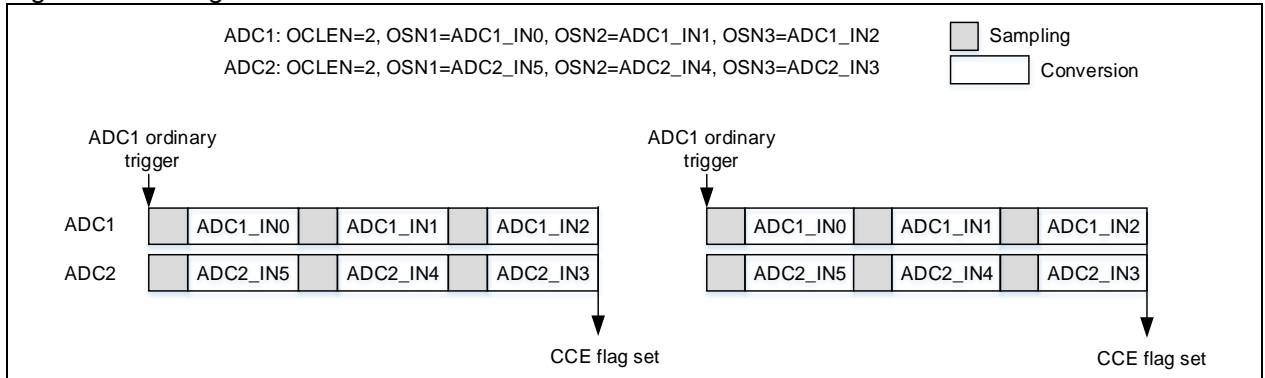 ADC1: OCLEN=2, OSN1=ADC1_IN0, OSN2=ADC1_IN1, OSN3=ADC1_IN2
Sampling
ADC2: OCLEN=2, OSN1=ADC2_IN5, OSN2=ADC2_IN4, OSN3=ADC2_IN3
Conversion
ADC1 ordinary
trigger
ADC1 ordinary
trigger
ADC1 ADC1_IN0 ADC1_IN1 ADC1_IN2 ADC1_IN0 ADC1_IN1 ADC1_IN2
ADC2 ADC2_IN5 ADC2_IN4 ADC2_IN3 ADC2_IN5 ADC2_IN4 ADC2_IN3
CCE flag set CCE flag set